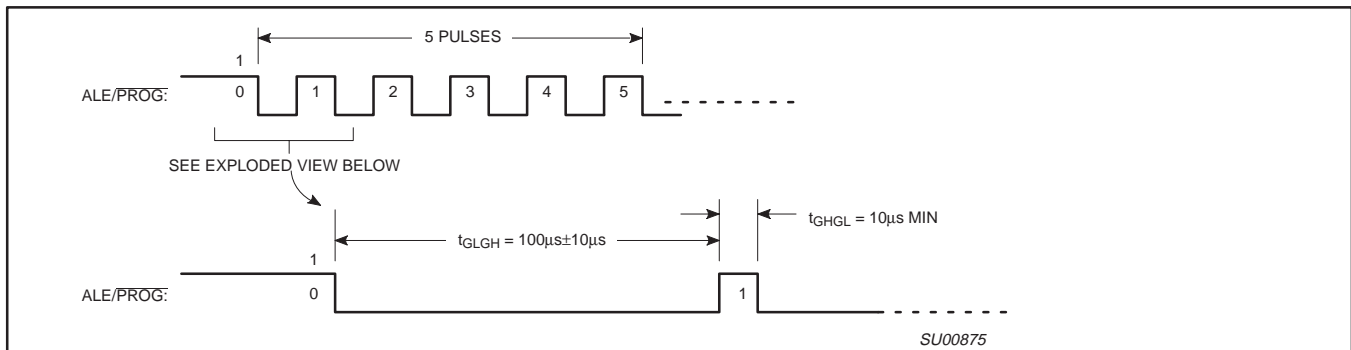 5 PULSES
1
ALE/PROG:
0 1 2 3 4 5
SEE EXPLODED VIEW BELOW
tGHGL = 10µs MIN
tGLGH = 100µs±10µs
1
ALE/PROG:
0 1
SU00875